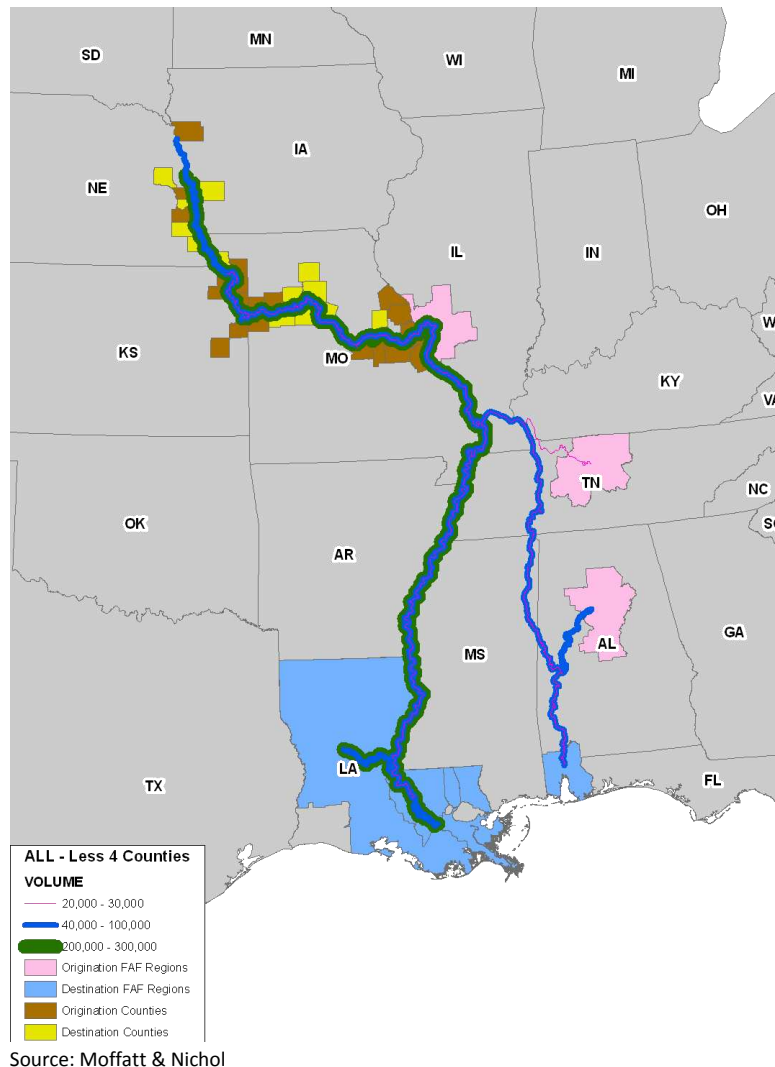 MN
SD
WI
MI
IA
NE
OH
IL
IN
KS
MO
W
KY
VA
TN
NC
OK
SC
AR
GA
MS
AL
LA
TX
FL
ALL - Less 4 Counties
VOLUME
20,000 - 30,000
40,000 - 100,000
200,000 - 300,000
Origination FAF Regions
Destination FAF Regions
Origination Counties
Destination Counties
Source: Moffatt & Nichol